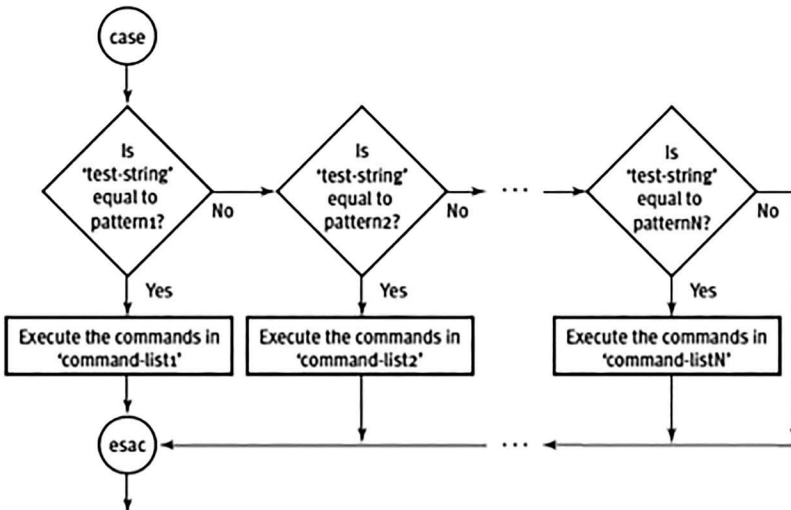 case
Is
'test-string'
equal to
pattern1?
No
Yes
Is
'test-string'
equal to
pattern2?
No
Yes
...
Is
'test-string'
equal to
patternN?
No
Yes
Execute the commands in
'command-list1'
Execute the commands in
'command-list2'
Execute the commands in
'command-listN'
esac
...